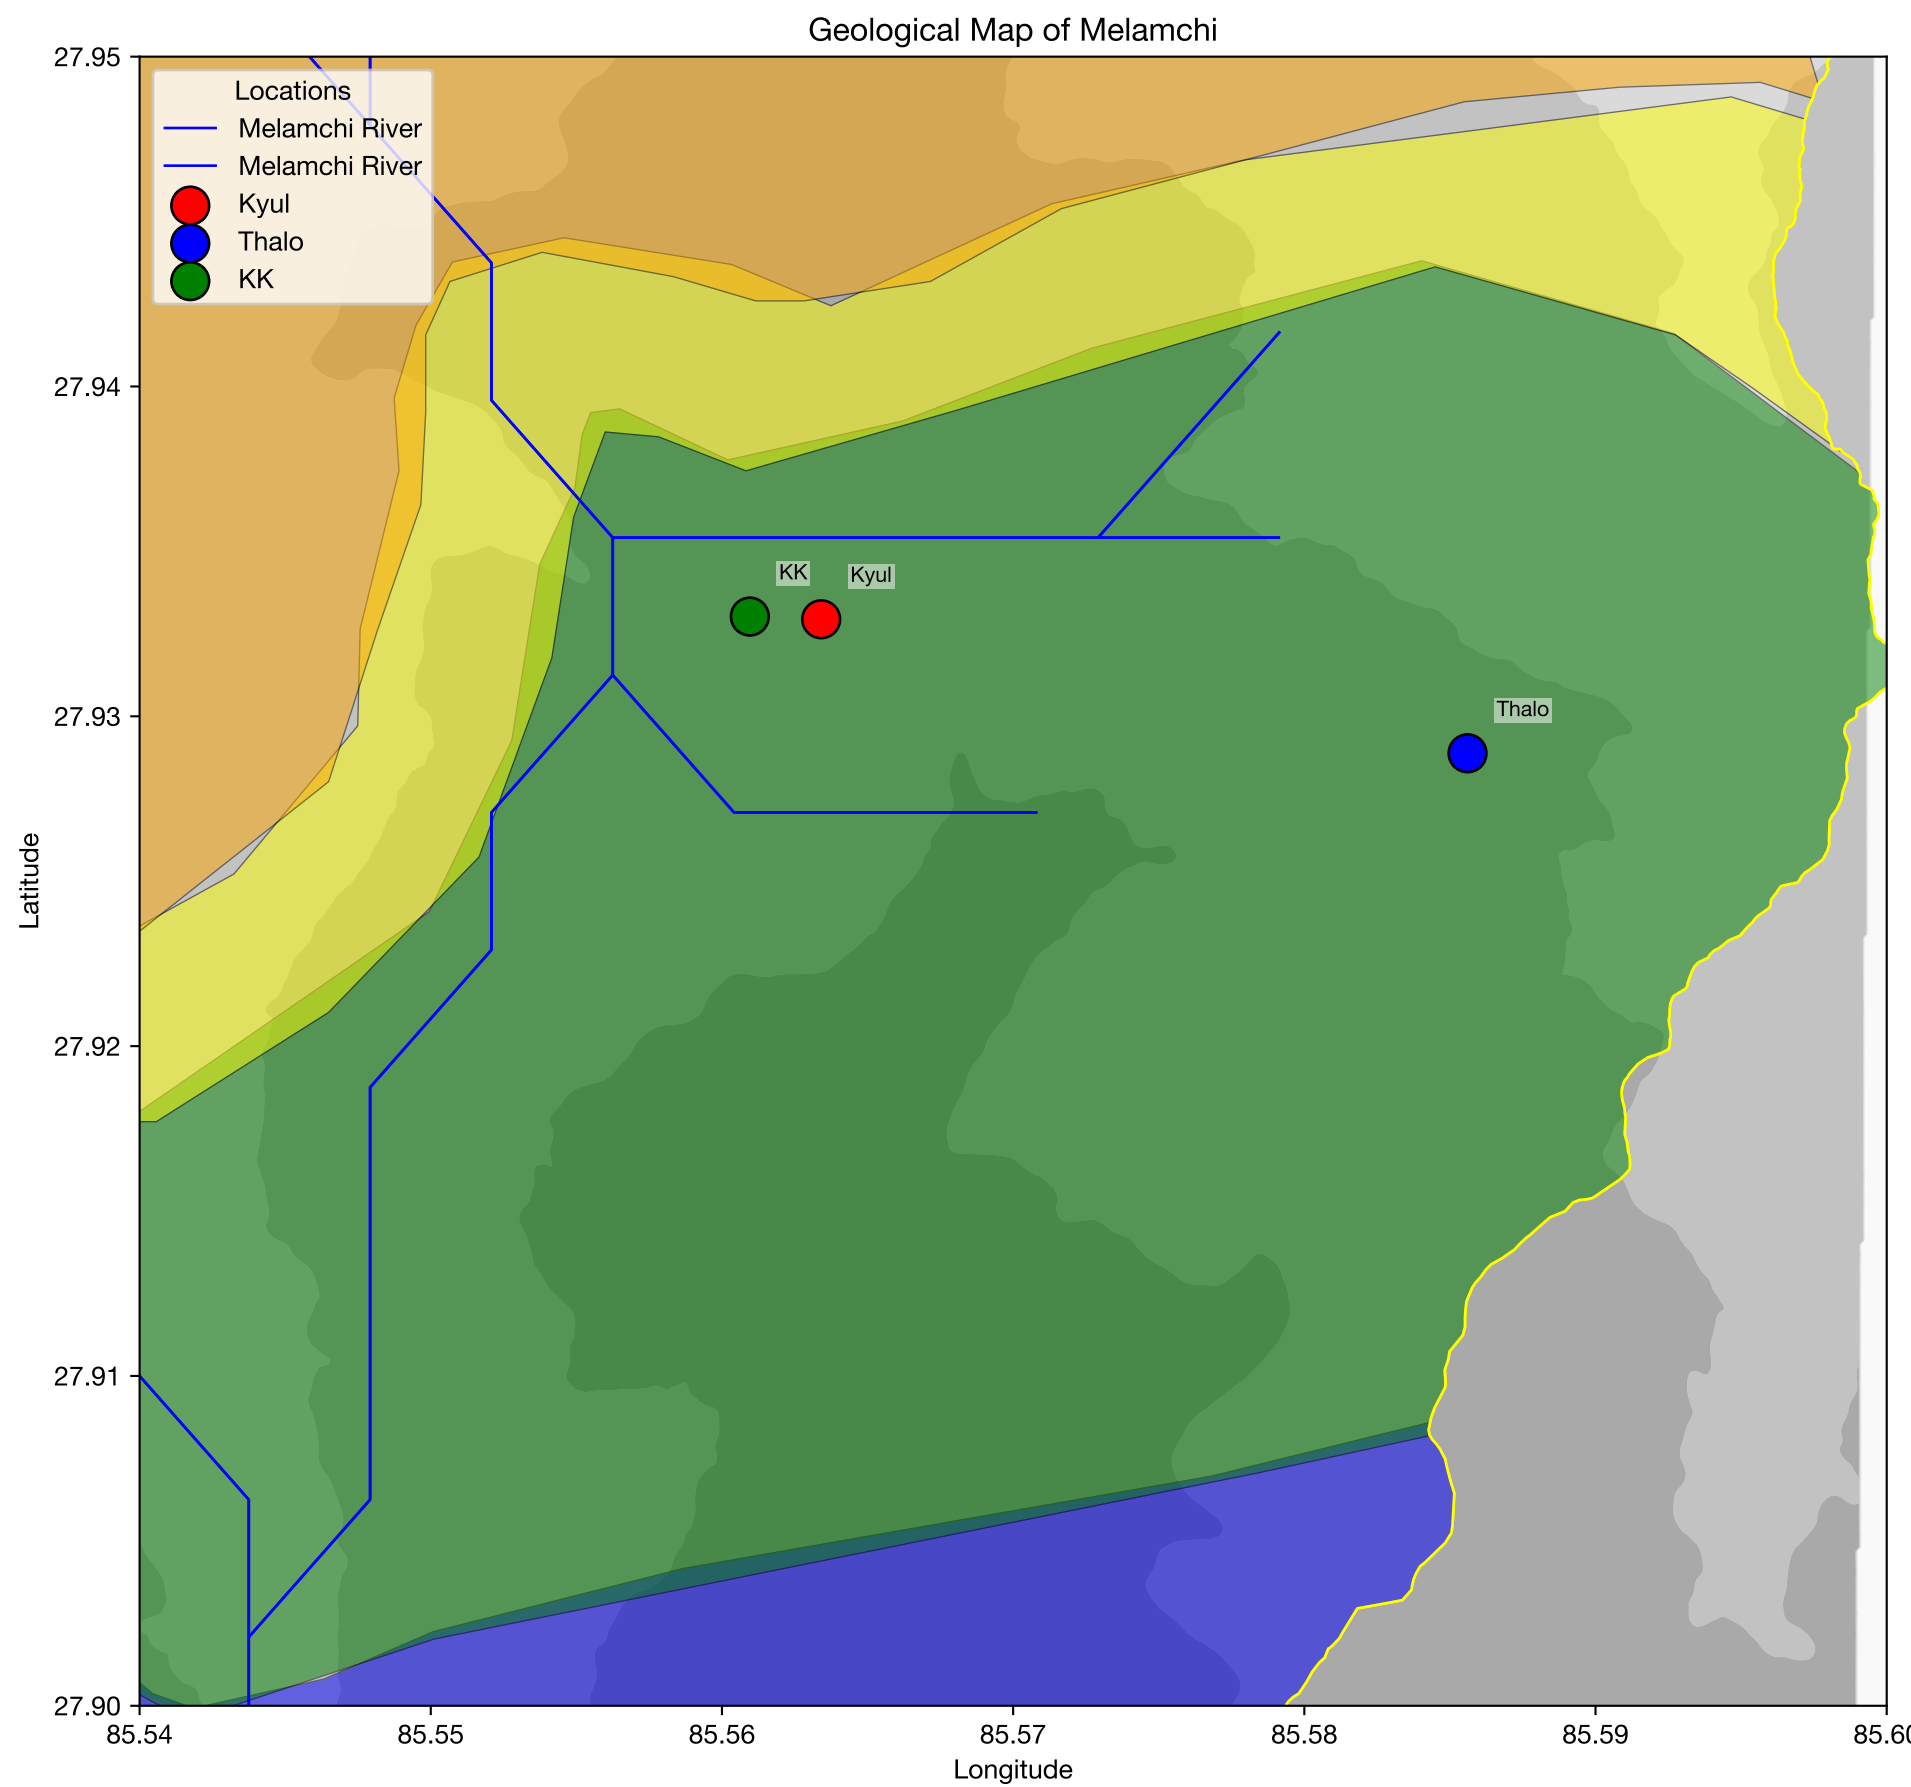 Geological Map of Melamchi
27.95
Locations
Melamchi River
Melamchi River
Kyul
Thalo
KK
27.94
KK
Kyul
27.93
Thalo
Latitude
27.92
27.91
27.90
85.54
85.55
85.56
85.57
85.58
85.59
85.60
Longitude